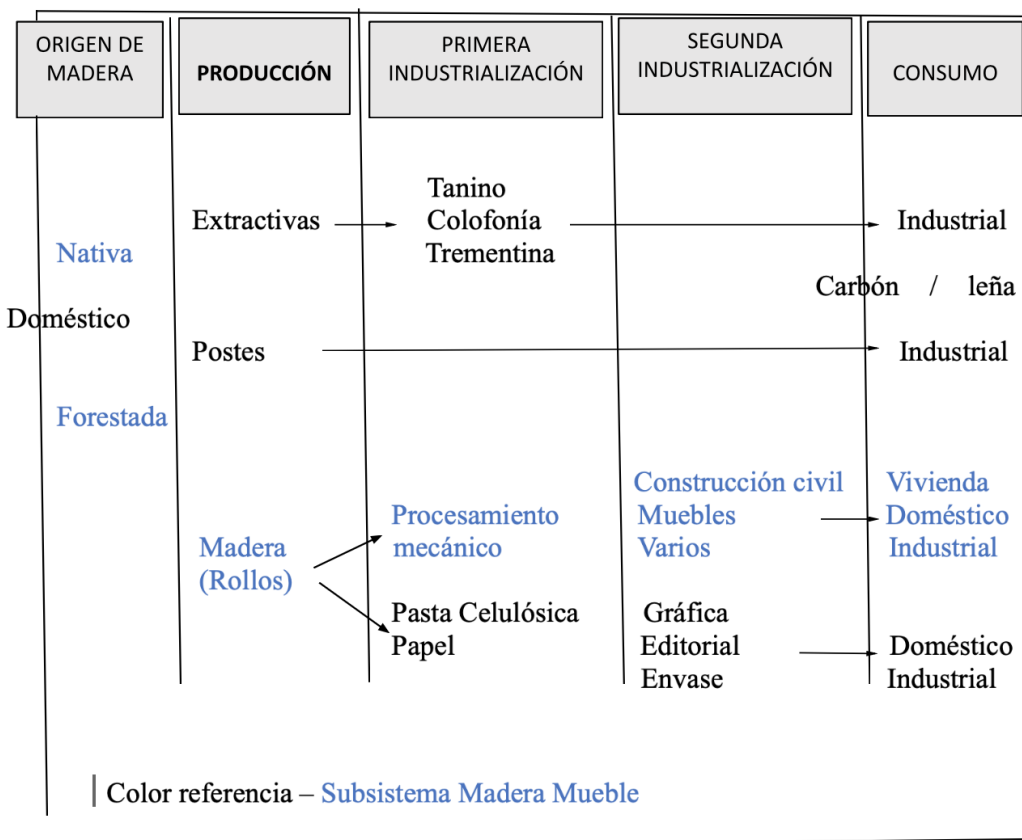 ORIGEN DE
MADERA
PRODUCCIÓN
PRIMERA
INDUSTRIALIZACIÓN
SEGUNDA
INDUSTRIALIZACIÓN
CONSUMO
Extractivas
Tanino
Colofonía
Trementina
Industrial
Nativa
Carbón / leña
Doméstico
Postes
Industrial
Forestada
Madera
(Rollos)
Procesamiento
mecánico
Construcción civil
Muebles
Varios
Vivienda
Doméstico
Industrial
Pasta Celulósica
Papel
Gráfica
Editorial
Envase
Doméstico
Industrial
Color referencia – Subsistema Madera Mueble